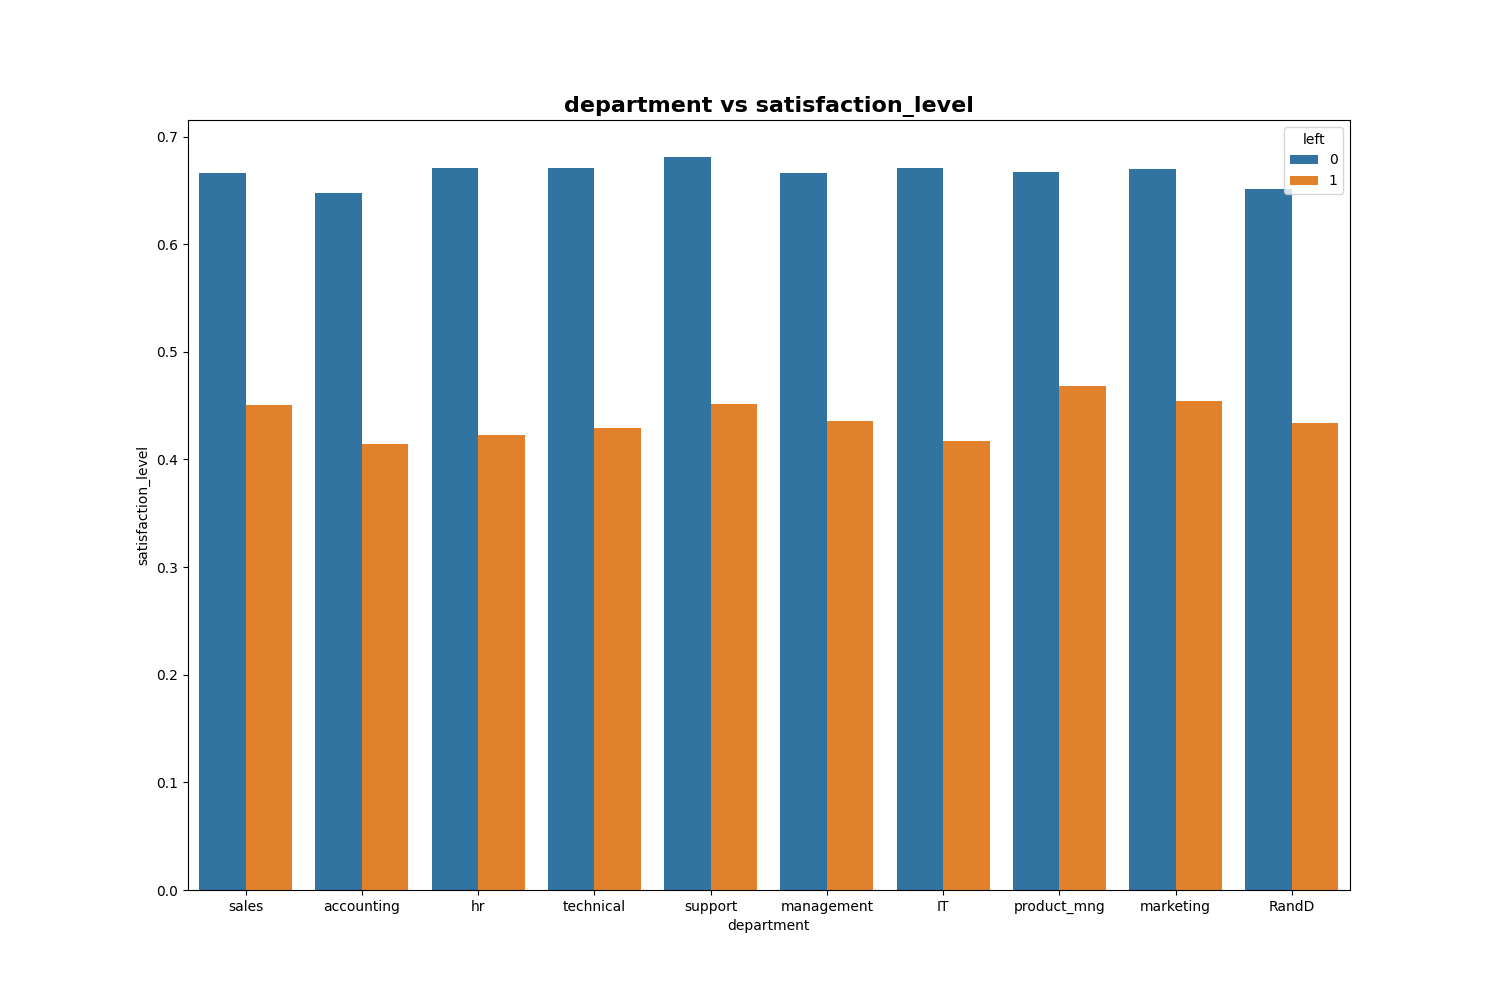 department vs satisfaction_level
left
0
1
0.7
0.6
0.5
0.4
0.3
0.2
0.1
0.0
satisfaction_level
sales accounting hr technical support management IT product_mng marketing RandD
department